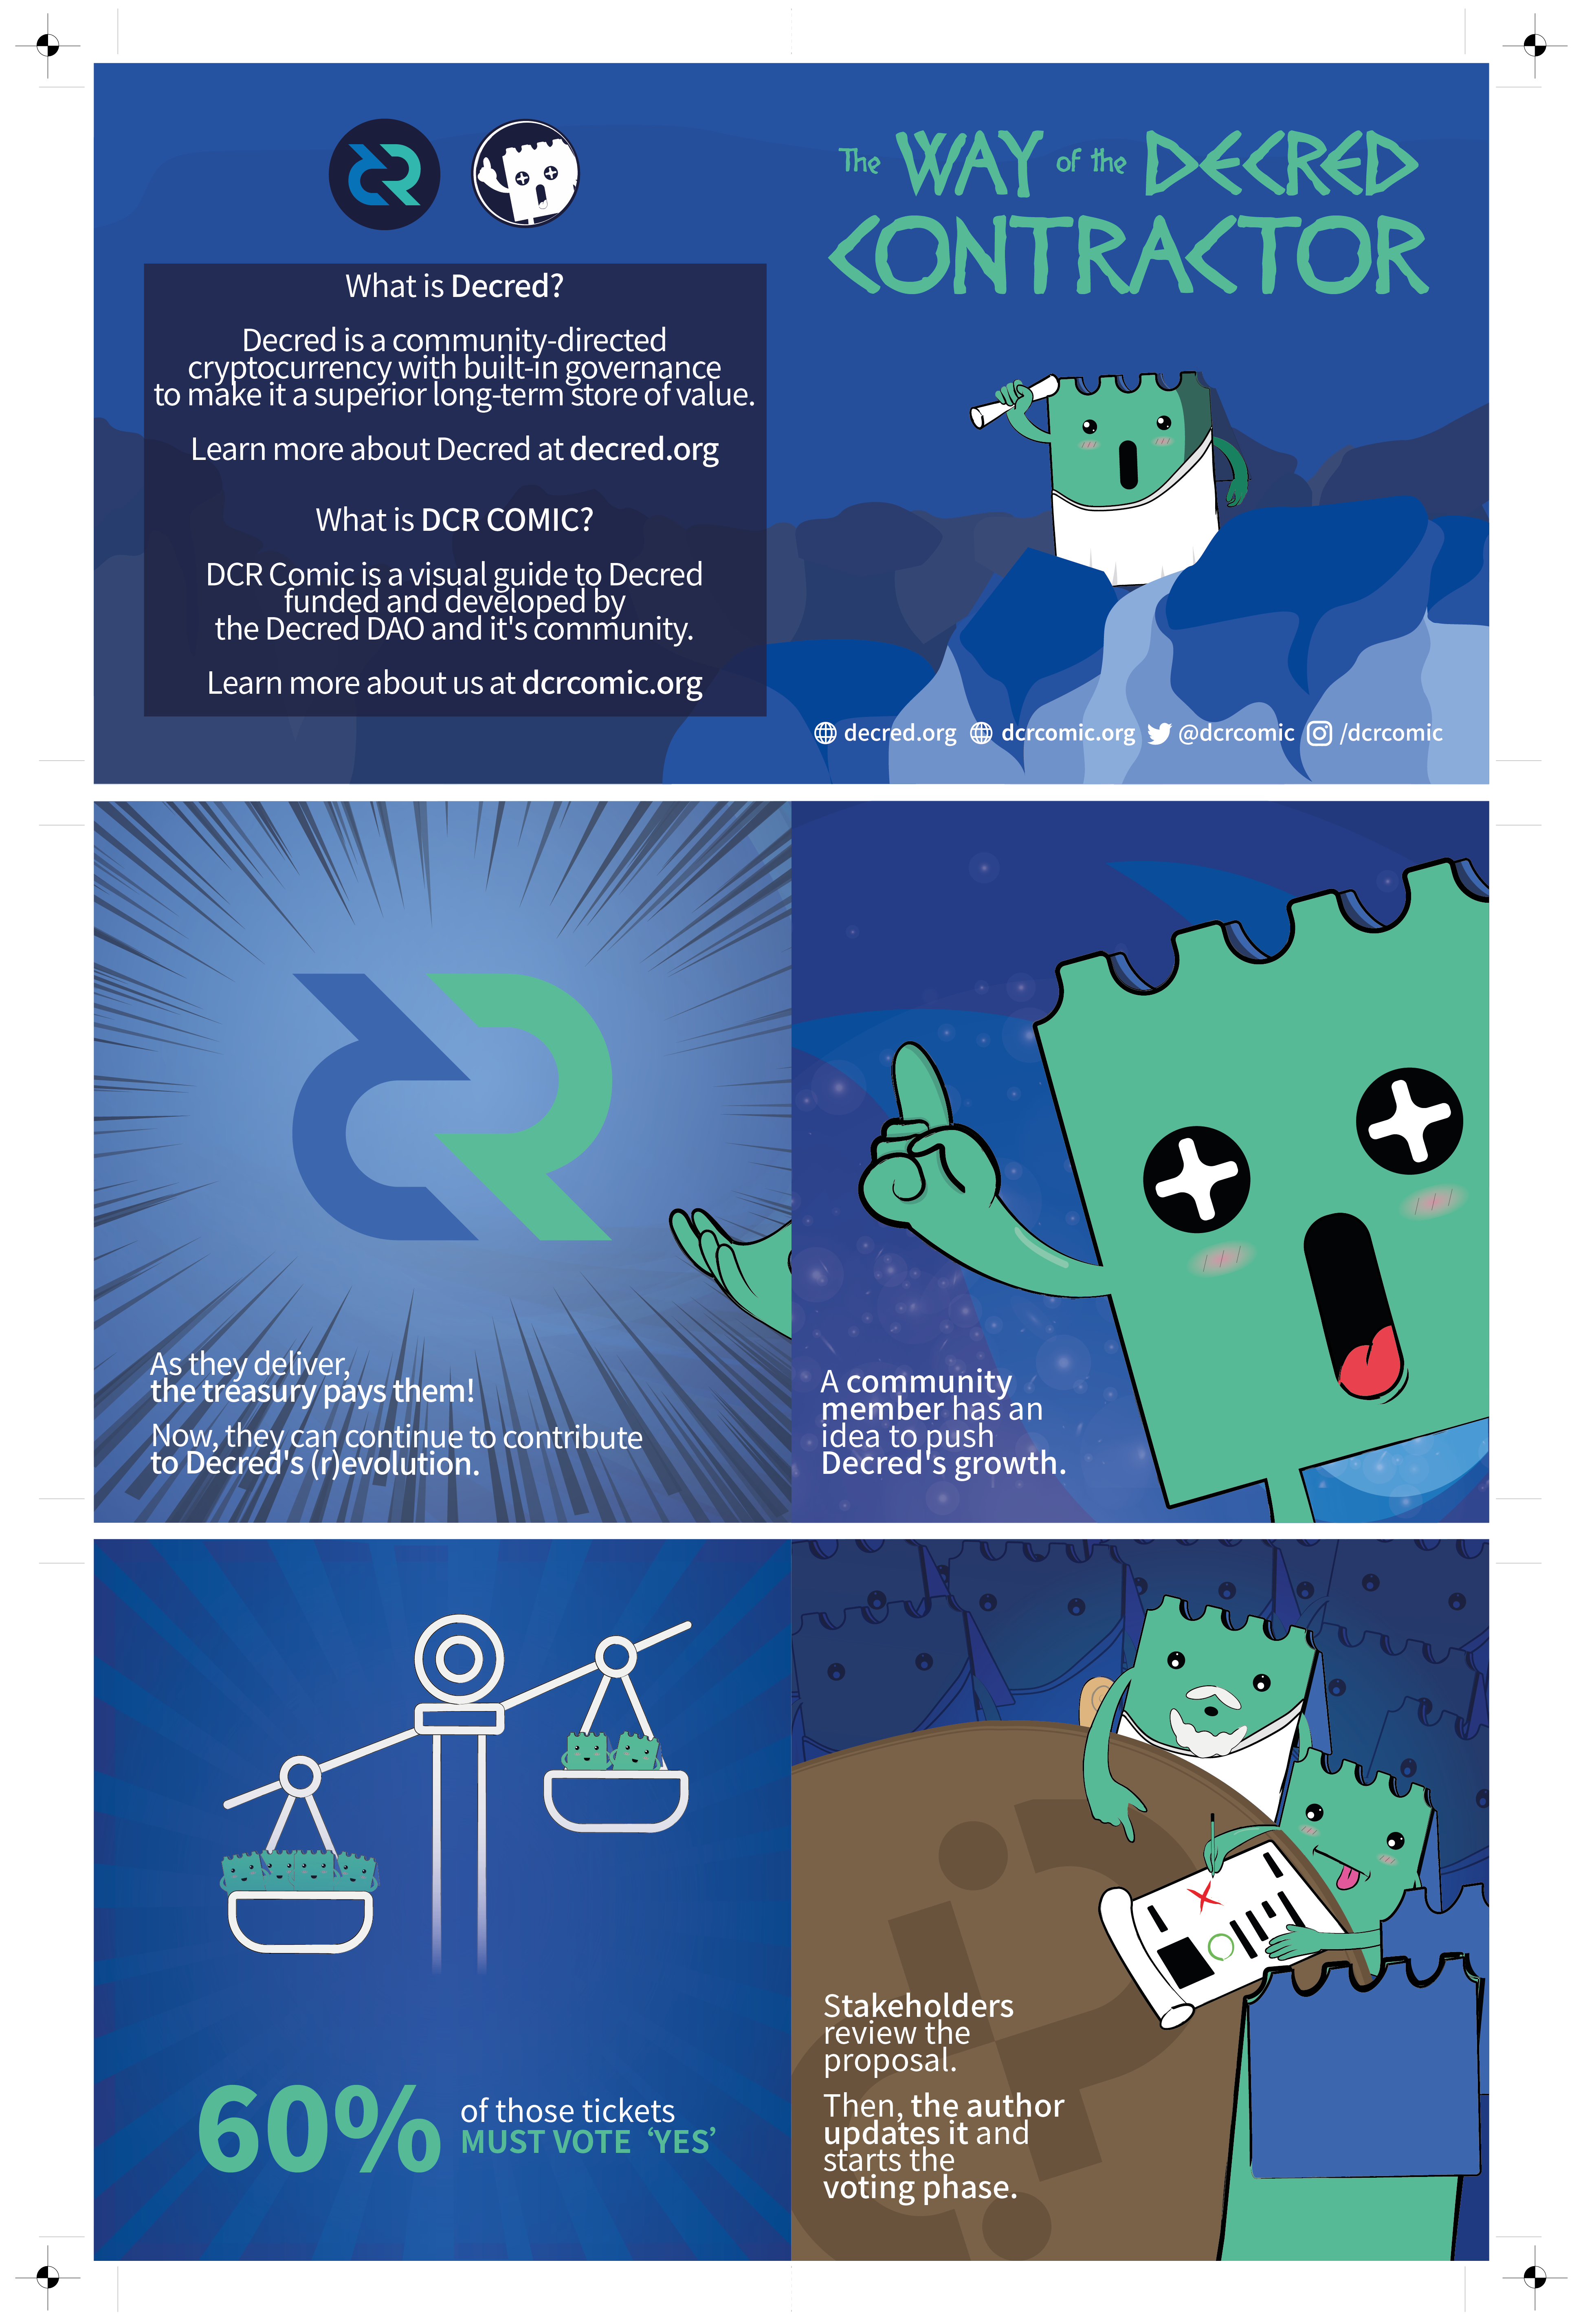 What is Decred?
Decred is a community-directed
cryptocurrency with built-in governance
to make it a superior long-term store of value.
Learn more about Decred at decred.org
What is DCR COMIC?
DCR Comic is a visual guide to Decred
funded and developed by
the Decred DAO and it's community.
Learn more about us at dcrcomic.org
The WAY of the DECRED
CONTRACTOR
decred.org dcrcomic.org @dcrcomic /dcrcomic
As they deliver,
the treasury pays them!
Now, they can continue to contribute
to Decred's (r)evolution.
A community
member has an
idea to push
Decred's growth.
60% of those tickets
MUST VOTE ‘YES’
Stakeholders
review the
proposal.
Then, the author
updates it and
starts the
voting phase.